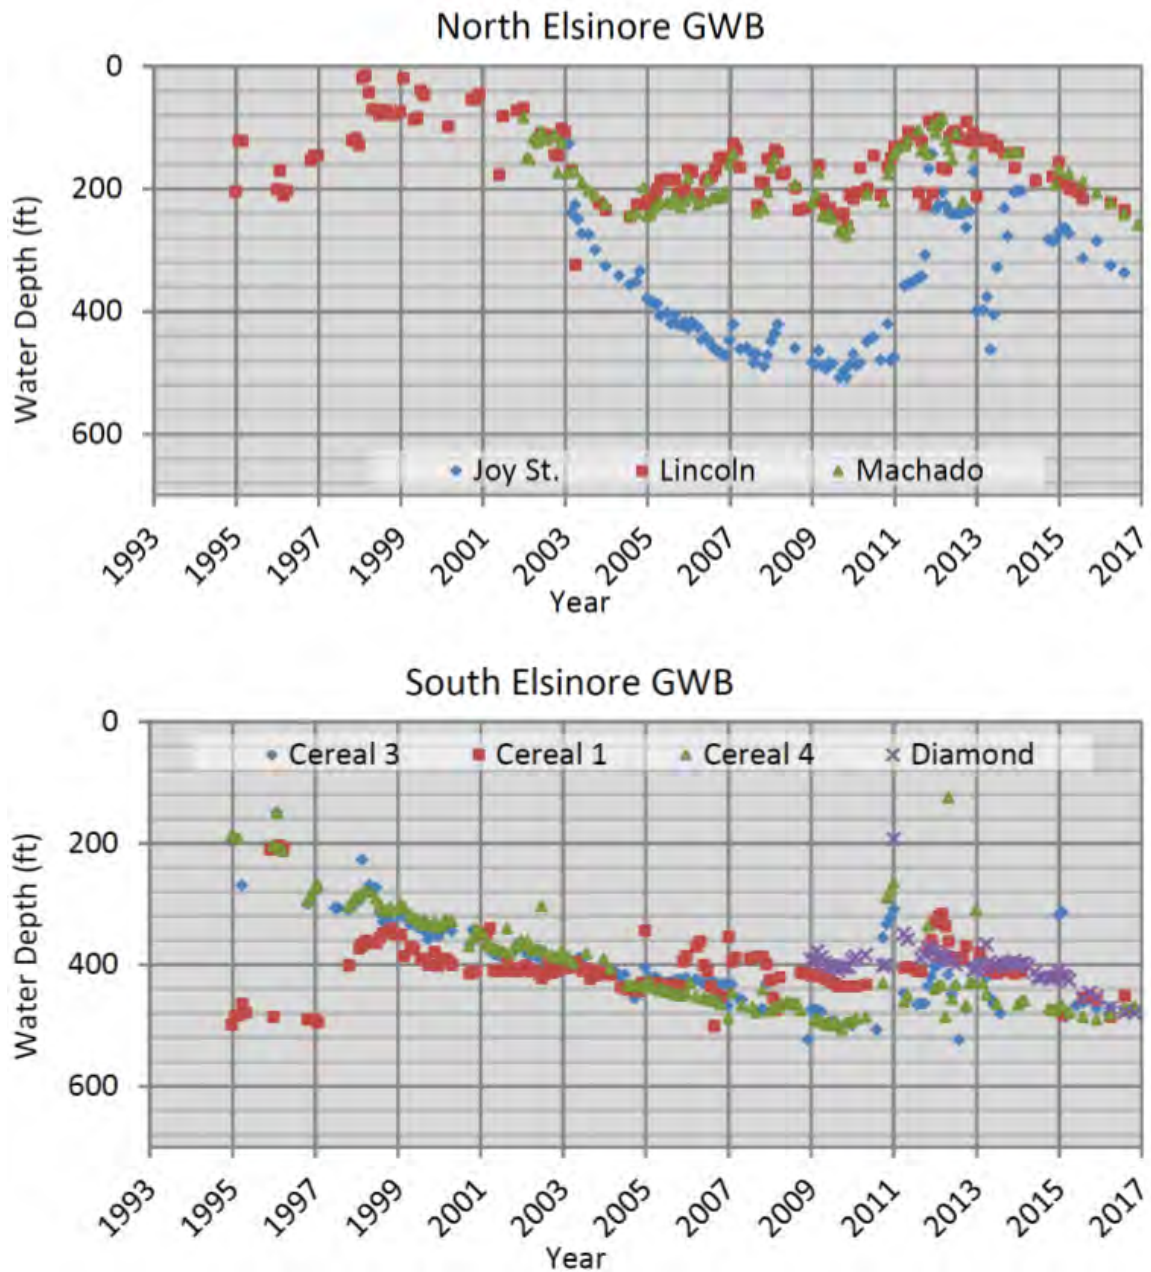 North Elsinore GWB
0
200
400
600
Water Depth (ft)
Joy St. Lincoln Machado
1993 1995 1997 1999 2001 2003 2005 2007 2009 2011 2013 2015 2017
Year
South Elsinore GWB
0
Cereal 3 Cereal 1 Cereal 4 Diamond
200
400
600
Water Depth (ft)
1993 1995 1997 1999 2001 2003 2005 2007 2009 2011 2013 2015 2017
Year